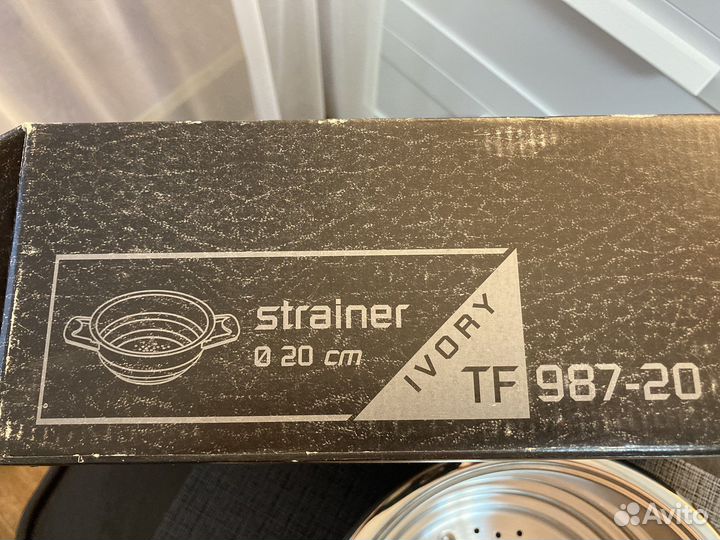 strainer
Ø 20 cm
IVORY
TF 987-20
Avito